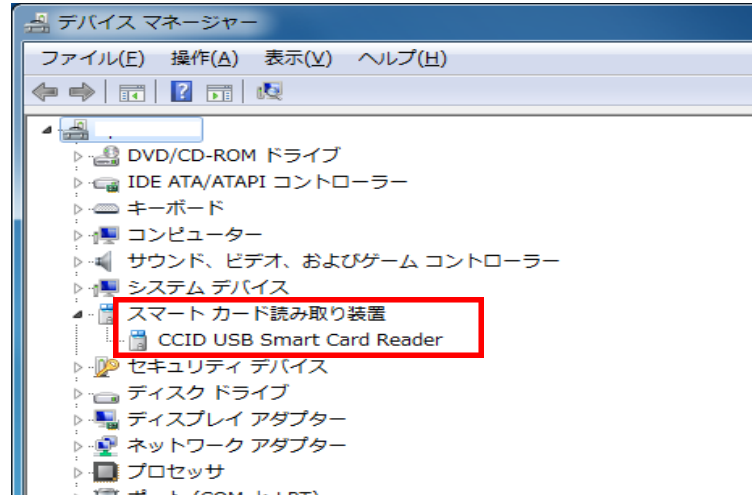 デバイス マネージャー
ファイル(F) 操作(A) 表示(V) ヘルプ(H)
DVD/CD-ROM ドライブ
IDE ATA/ATAPI コントローラー
キーボード
コンピューター
サウンド、ビデオ、およびゲーム コントローラー
システム デバイス
スマート カード読み取り装置
CCID USB Smart Card Reader
セキュリティ デバイス
ディスク ドライブ
ディスプレイ アダプター
ネットワーク アダプター
プロセッサ